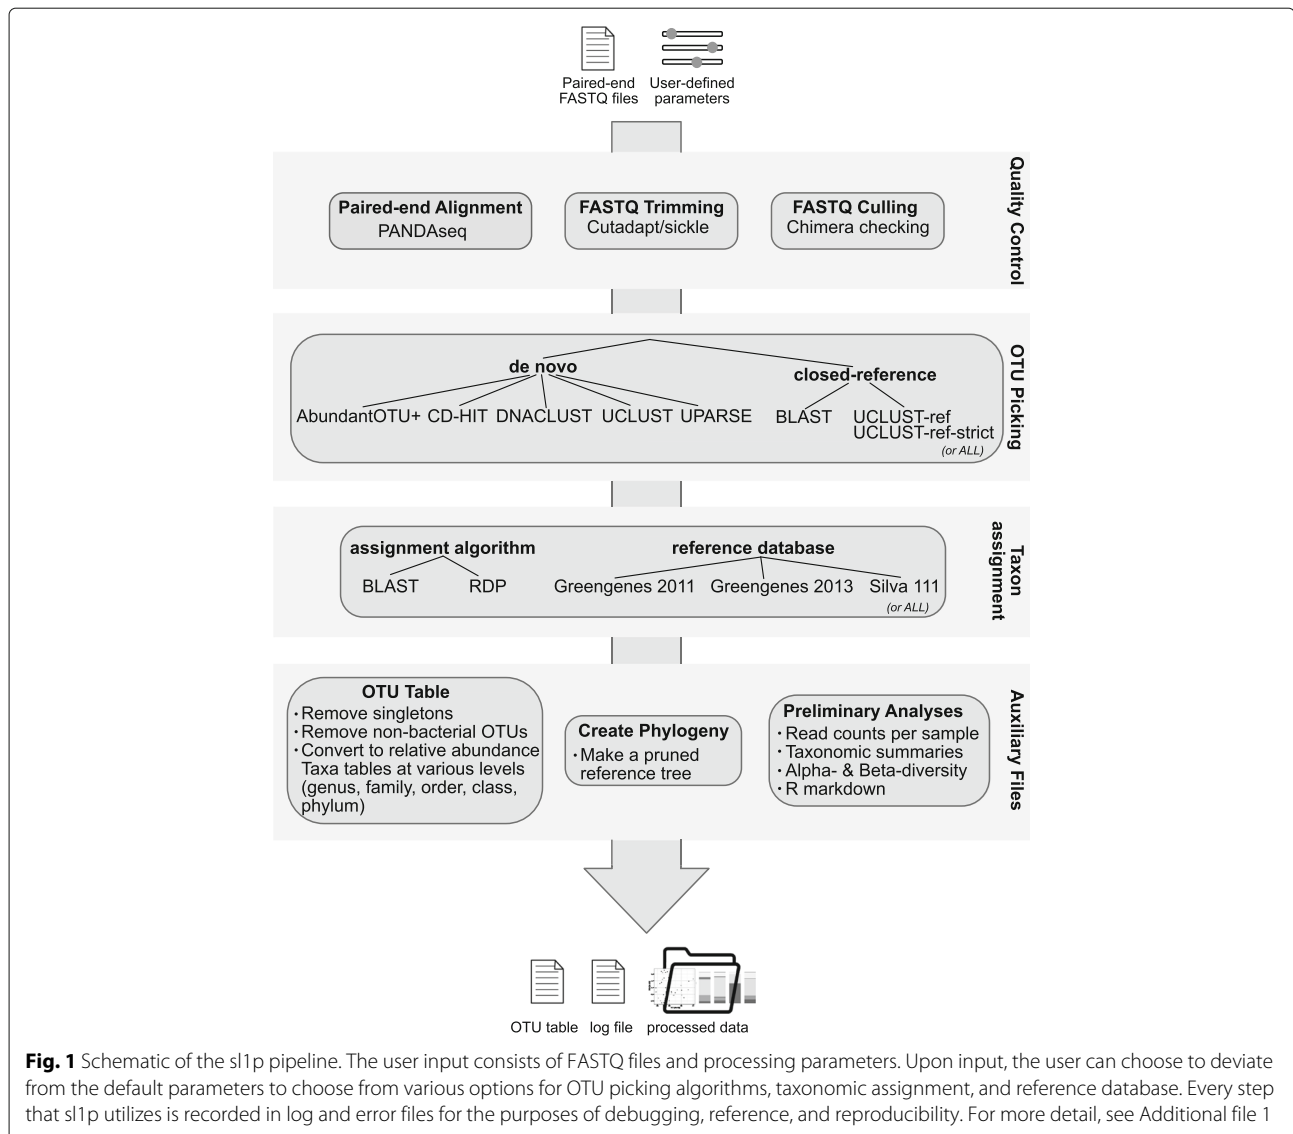 Paired-end
FASTQ files
User-defined
parameters
Quality Control
Paired-end Alignment
PANDAseq
FASTQ Trimming
Cutadapt/sickle
FASTQ Culling
Chimera checking
OTU Picking
de novo
closed-reference
AbundantOTU+ CD-HIT DNACLUST UCLUST UPARSE
BLAST
UCLUST-ref
UCLUST-ref-strict
(or ALL)
Taxon
assignment
assignment algorithm
BLAST RDP
reference database
Greengenes 2011 Greengenes 2013 Silva 111
(or ALL)
Auxiliary Files
OTU Table
· Remove singletons
· Remove non-bacterial OTUs
· Convert to relative abundance
Taxa tables at various levels
(genus, family, order, class,
phylum)
Create Phylogeny
· Make a pruned
reference tree
Preliminary Analyses
· Read counts per sample
· Taxonomic summaries
· Alpha- & Beta-diversity
· R markdown
OTU table log file processed data
Fig. 1 Schematic of the sl1p pipeline. The user input consists of FASTQ files and processing parameters. Upon input, the user can choose to deviate
from the default parameters to choose from various options for OTU picking algorithms, taxonomic assignment, and reference database. Every step
that sl1p utilizes is recorded in log and error files for the purposes of debugging, reference, and reproducibility. For more detail, see Additional file 1